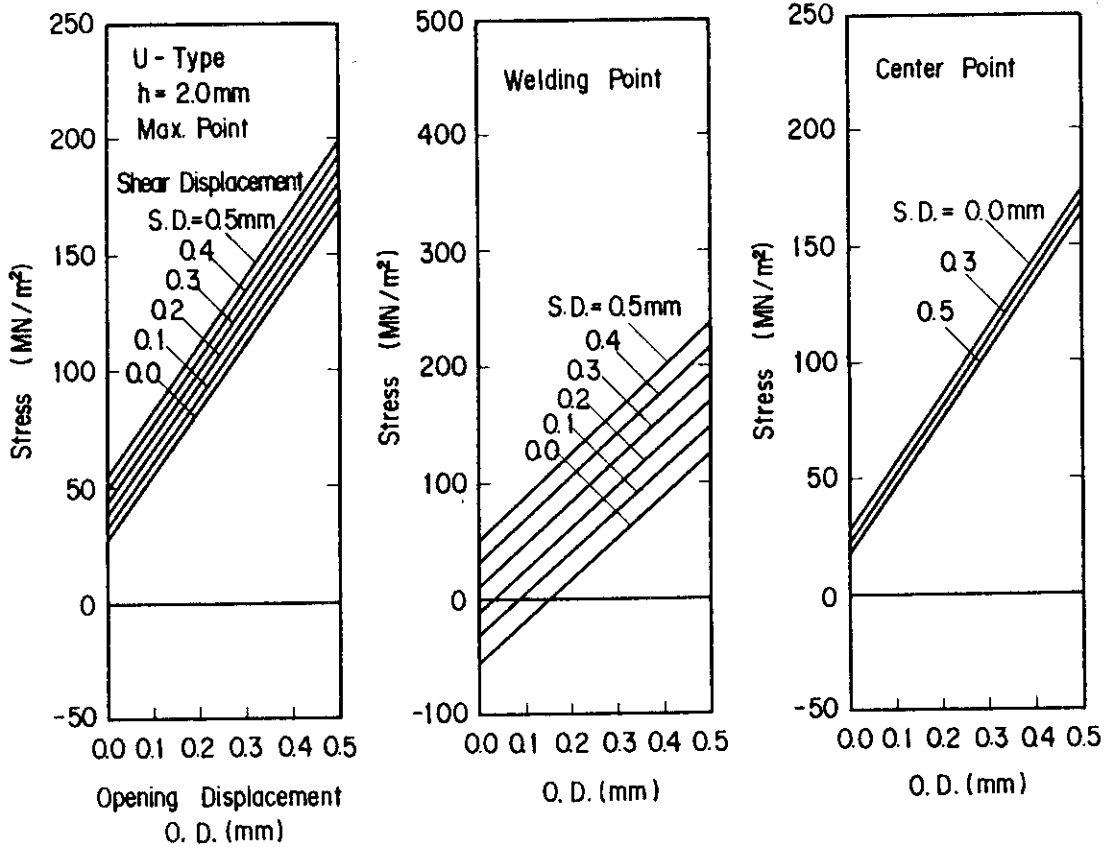 250
200
150
100
50
0
-50
Stress (MN/m²)
U - Type
h = 2.0mm
Max. Point
Shear Displacement
S.D.=0.5mm
0.4
0.3
0.2
0.1
0.0
0.0 0.1 0.2 0.3 0.4 0.5
Opening Displacement
O. D. (mm)
500
400
300
200
100
0
-100
Stress (MN/m²)
Welding Point
S.D.=0.5mm
0.4
0.3
0.2
0.1
0.0
0.0 0.1 0.2 0.3 0.4 0.5
O. D. (mm)
250
200
150
100
50
0
-50
Stress (MN/m²)
Center Point
S.D.= 0.0mm
0.3
0.5
0.0 0.1 0.2 0.3 0.4 0.5
O. D. (mm)